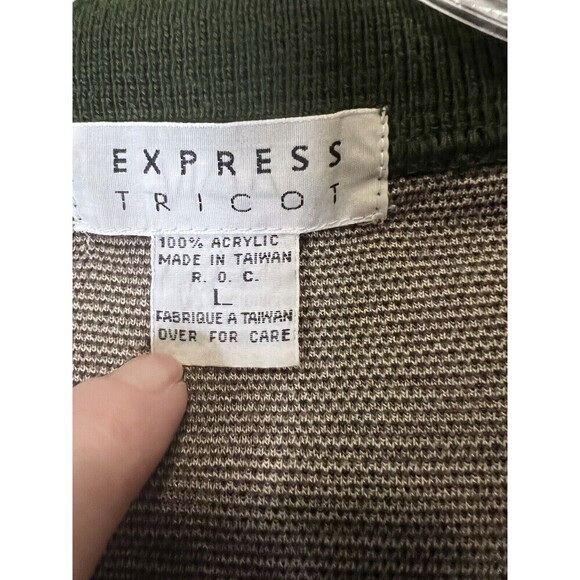 EXPRESS
TRICOT
100% ACRYLIC
MADE IN TAIWAN
R. O. C.
L
FABRIQUE A TAIWAN
OVER FOR CARE